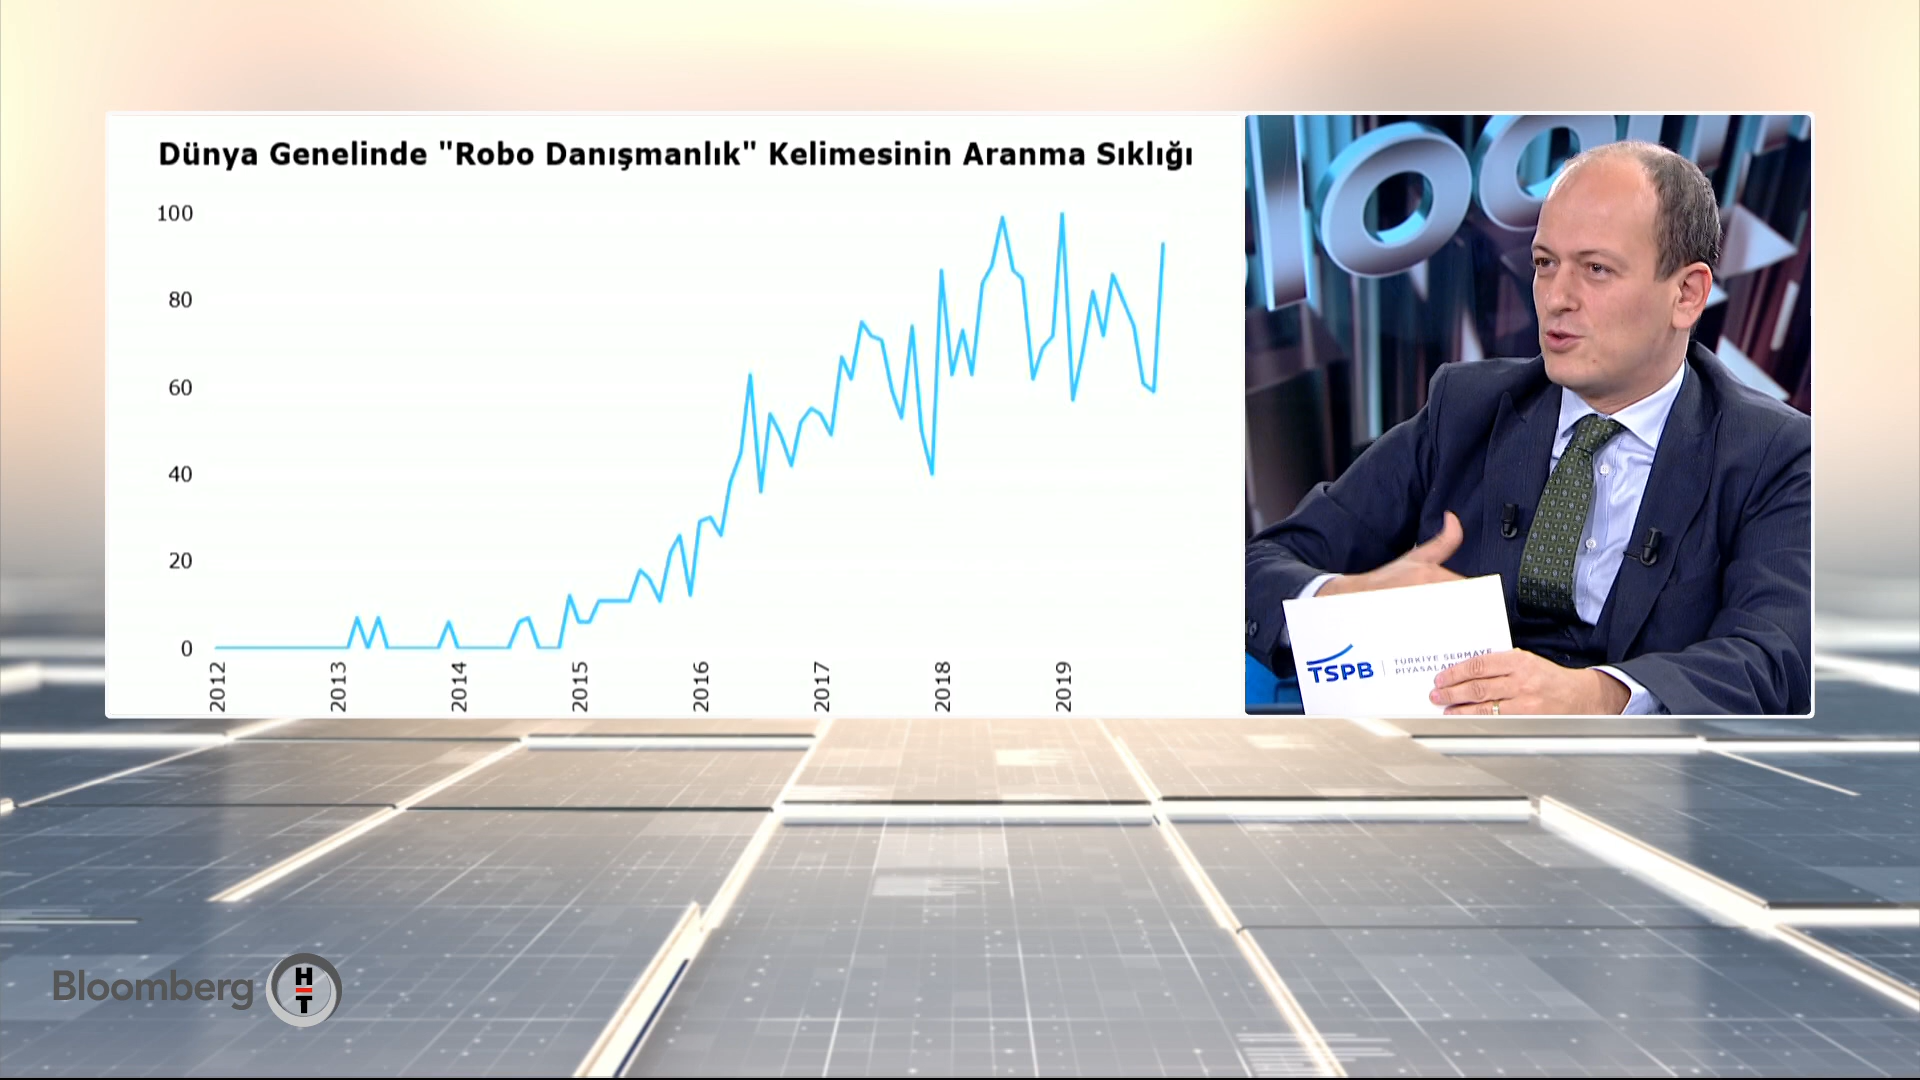 Dünya Genelinde "Robo Danışmanlık" Kelimesinin Aranma Sıklığı
100
80
60
40
20
0
2012
2013
2014
2015
2016
2017
2018
2019
TSPB
TÜRKİYE SERMAYE
Bloomberg
HT